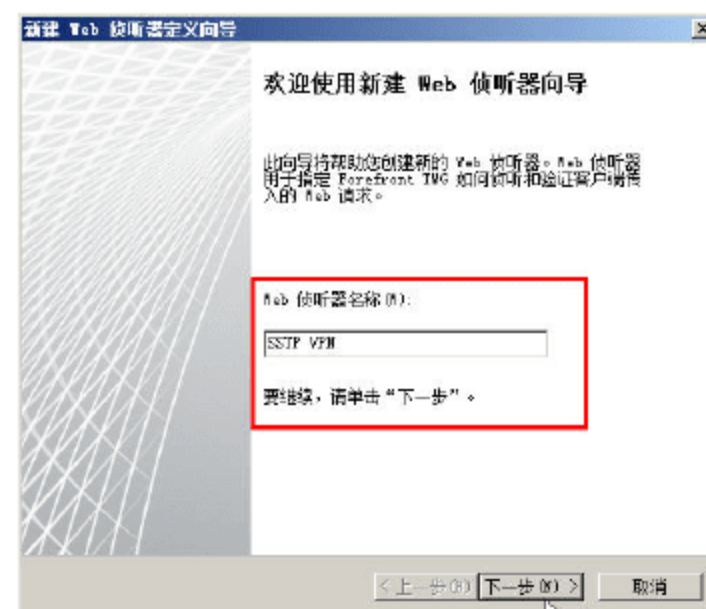 新建 Web 侦听器定义向导
欢迎使用新建 Web 侦听器向导
此向导将帮助您创建新的 Web 侦听器。Web 侦听器
用于指定 Forefront TMG 如何侦听和验证客户端传
入的 Web 请求。
Web 侦听器名称(W):
SSTP VPN
要继续，请单击“下一步”。
<上一步(B) 下一步(N) > 取消